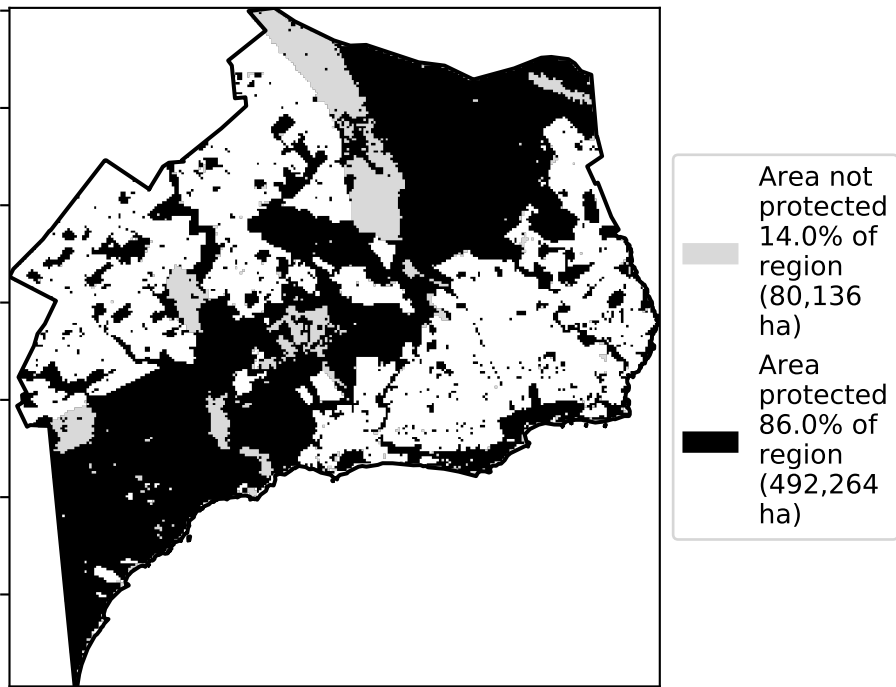 Area not
protected
14.0% of
region
(80,136
ha)
Area
protected
86.0% of
region
(492,264
ha)